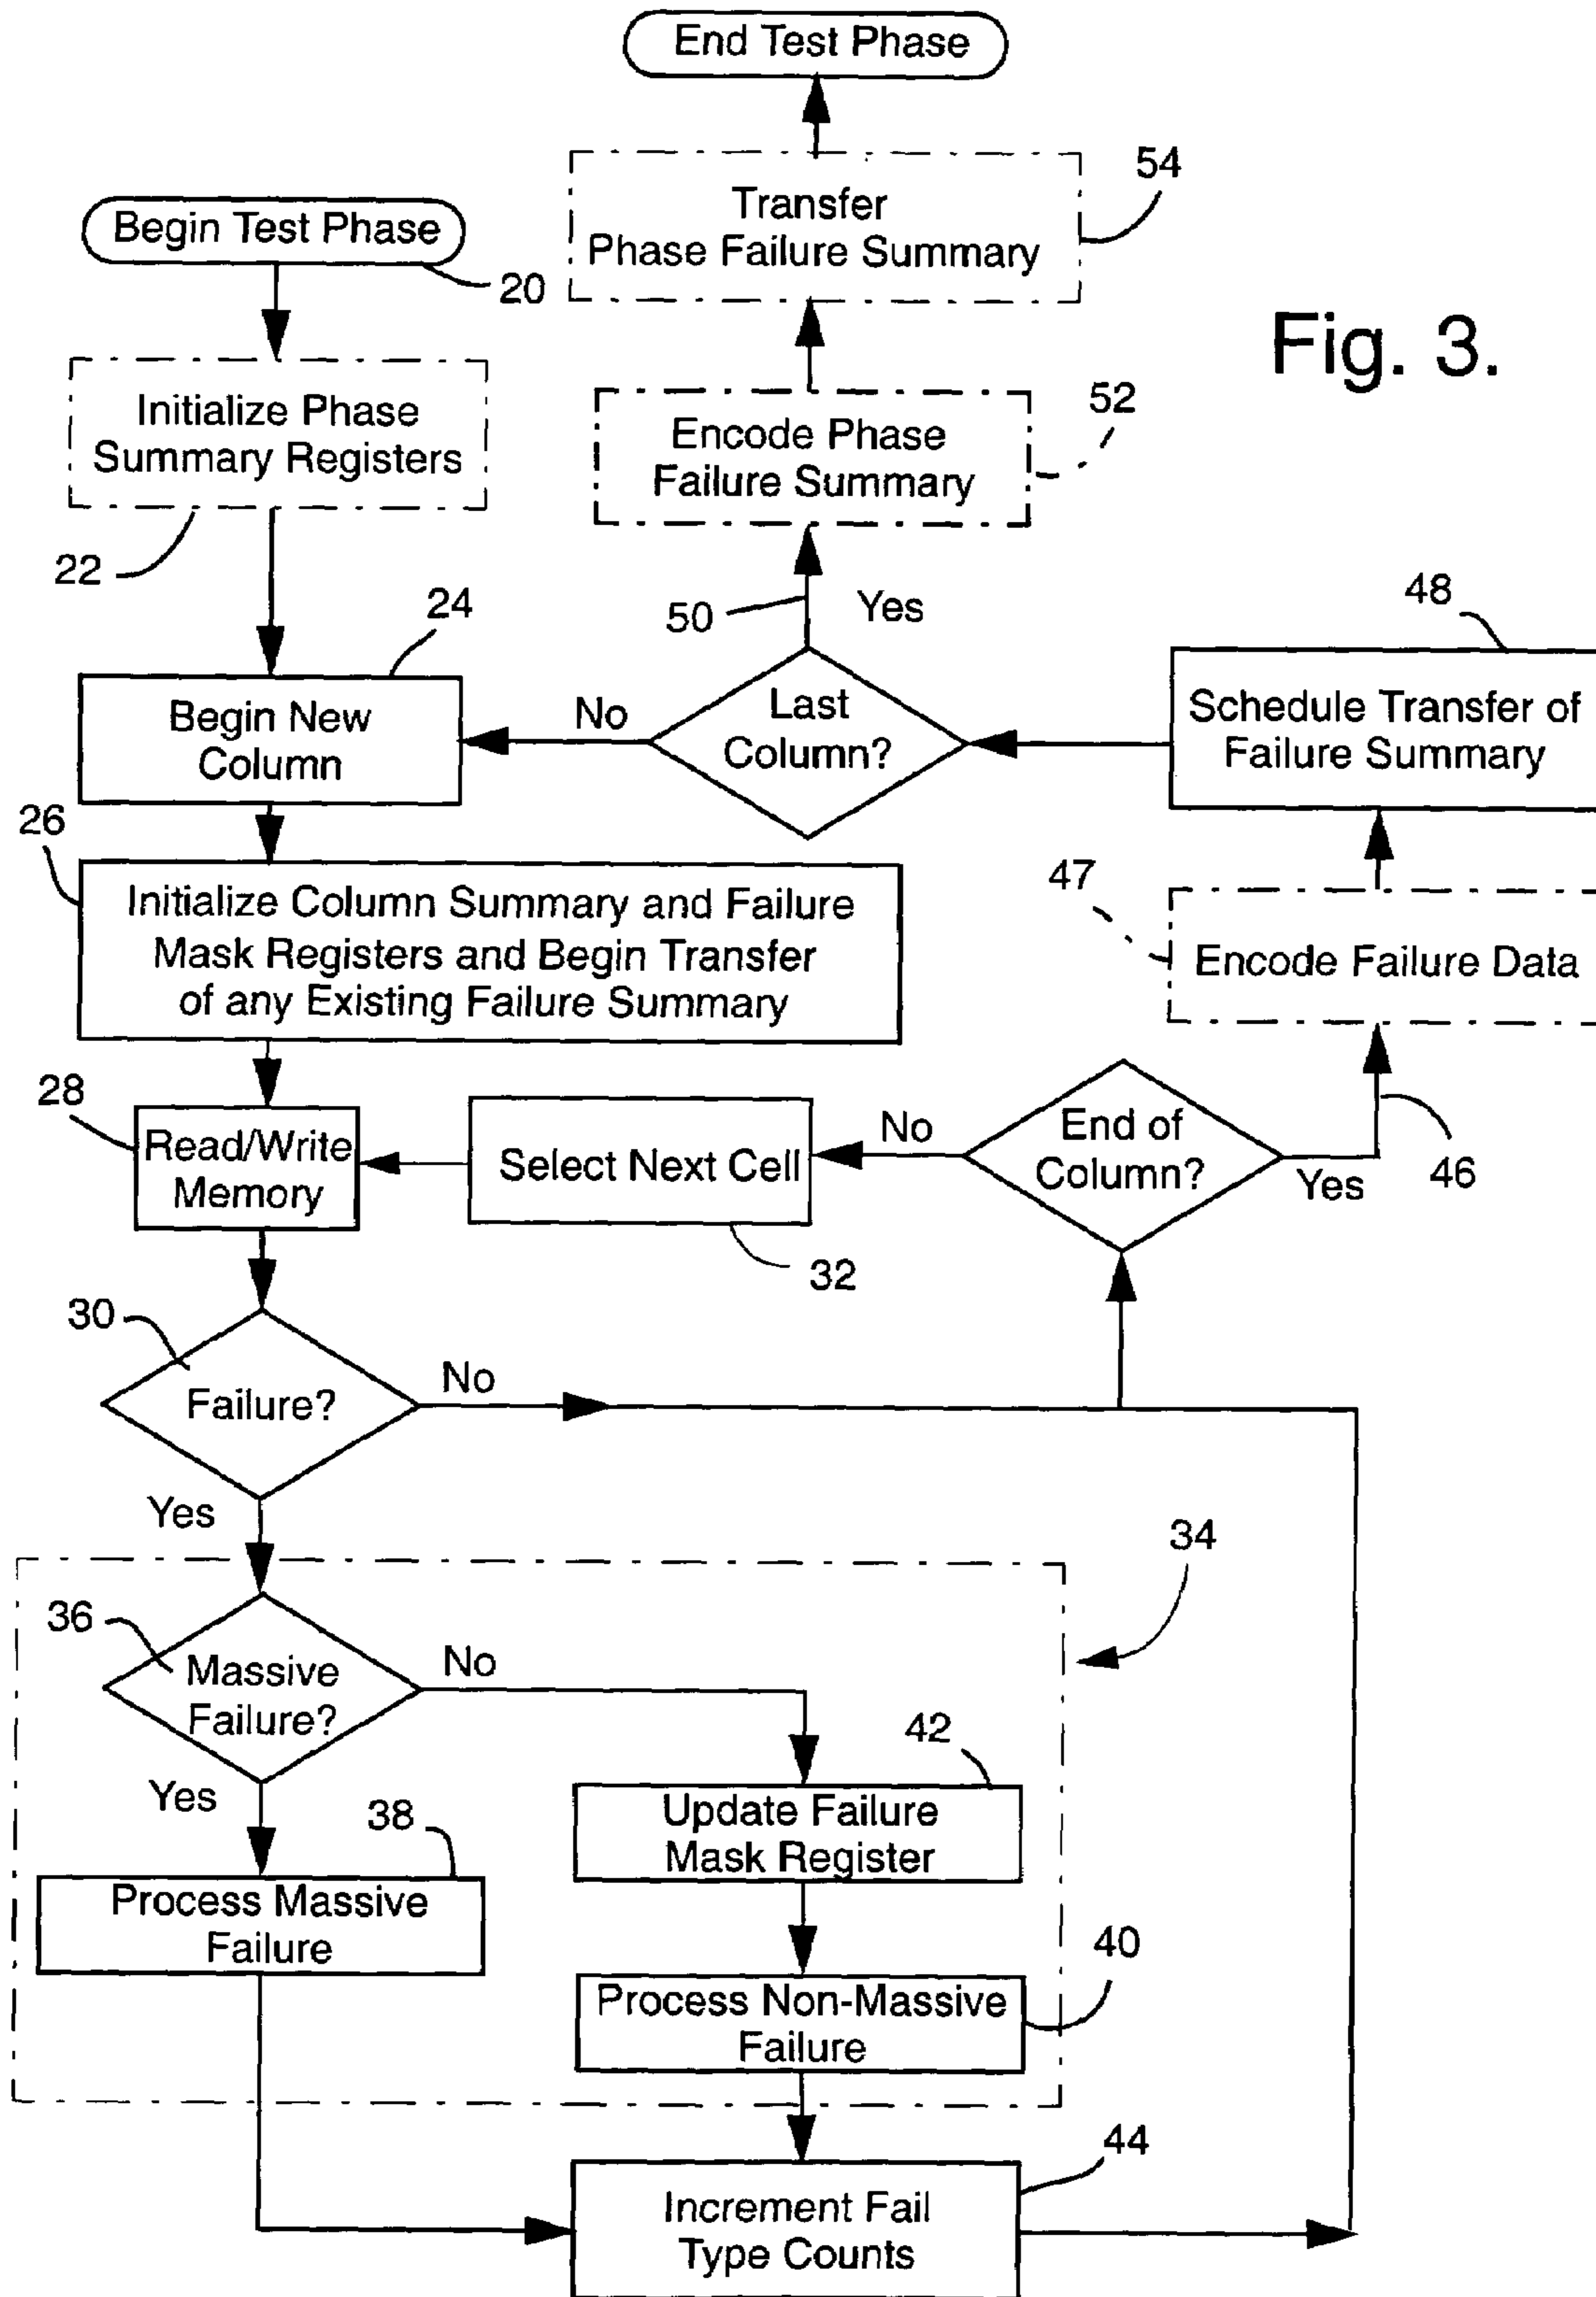 End Test Phase
54
Transfer
Phase Failure Summary
Begin Test Phase
20
Fig. 3.
Initialize Phase
Summary Registers
22
52
Encode Phase
Failure Summary
50
Yes
24
48
Begin New
Column
No
Last
Column?
Schedule Transfer of
Failure Summary
26
Initialize Column Summary and Failure
Mask Registers and Begin Transfer
of any Existing Failure Summary
47
Encode Failure Data
28
Read/Write
Memory
Select Next Cell
No
End of
Column?
Yes
46
32
30
Failure?
No
Yes
34
36
Massive
Failure?
No
Yes
42
Update Failure
Mask Register
38
Process Massive
Failure
40
Process Non-Massive
Failure
44
Increment Fail
Type Counts